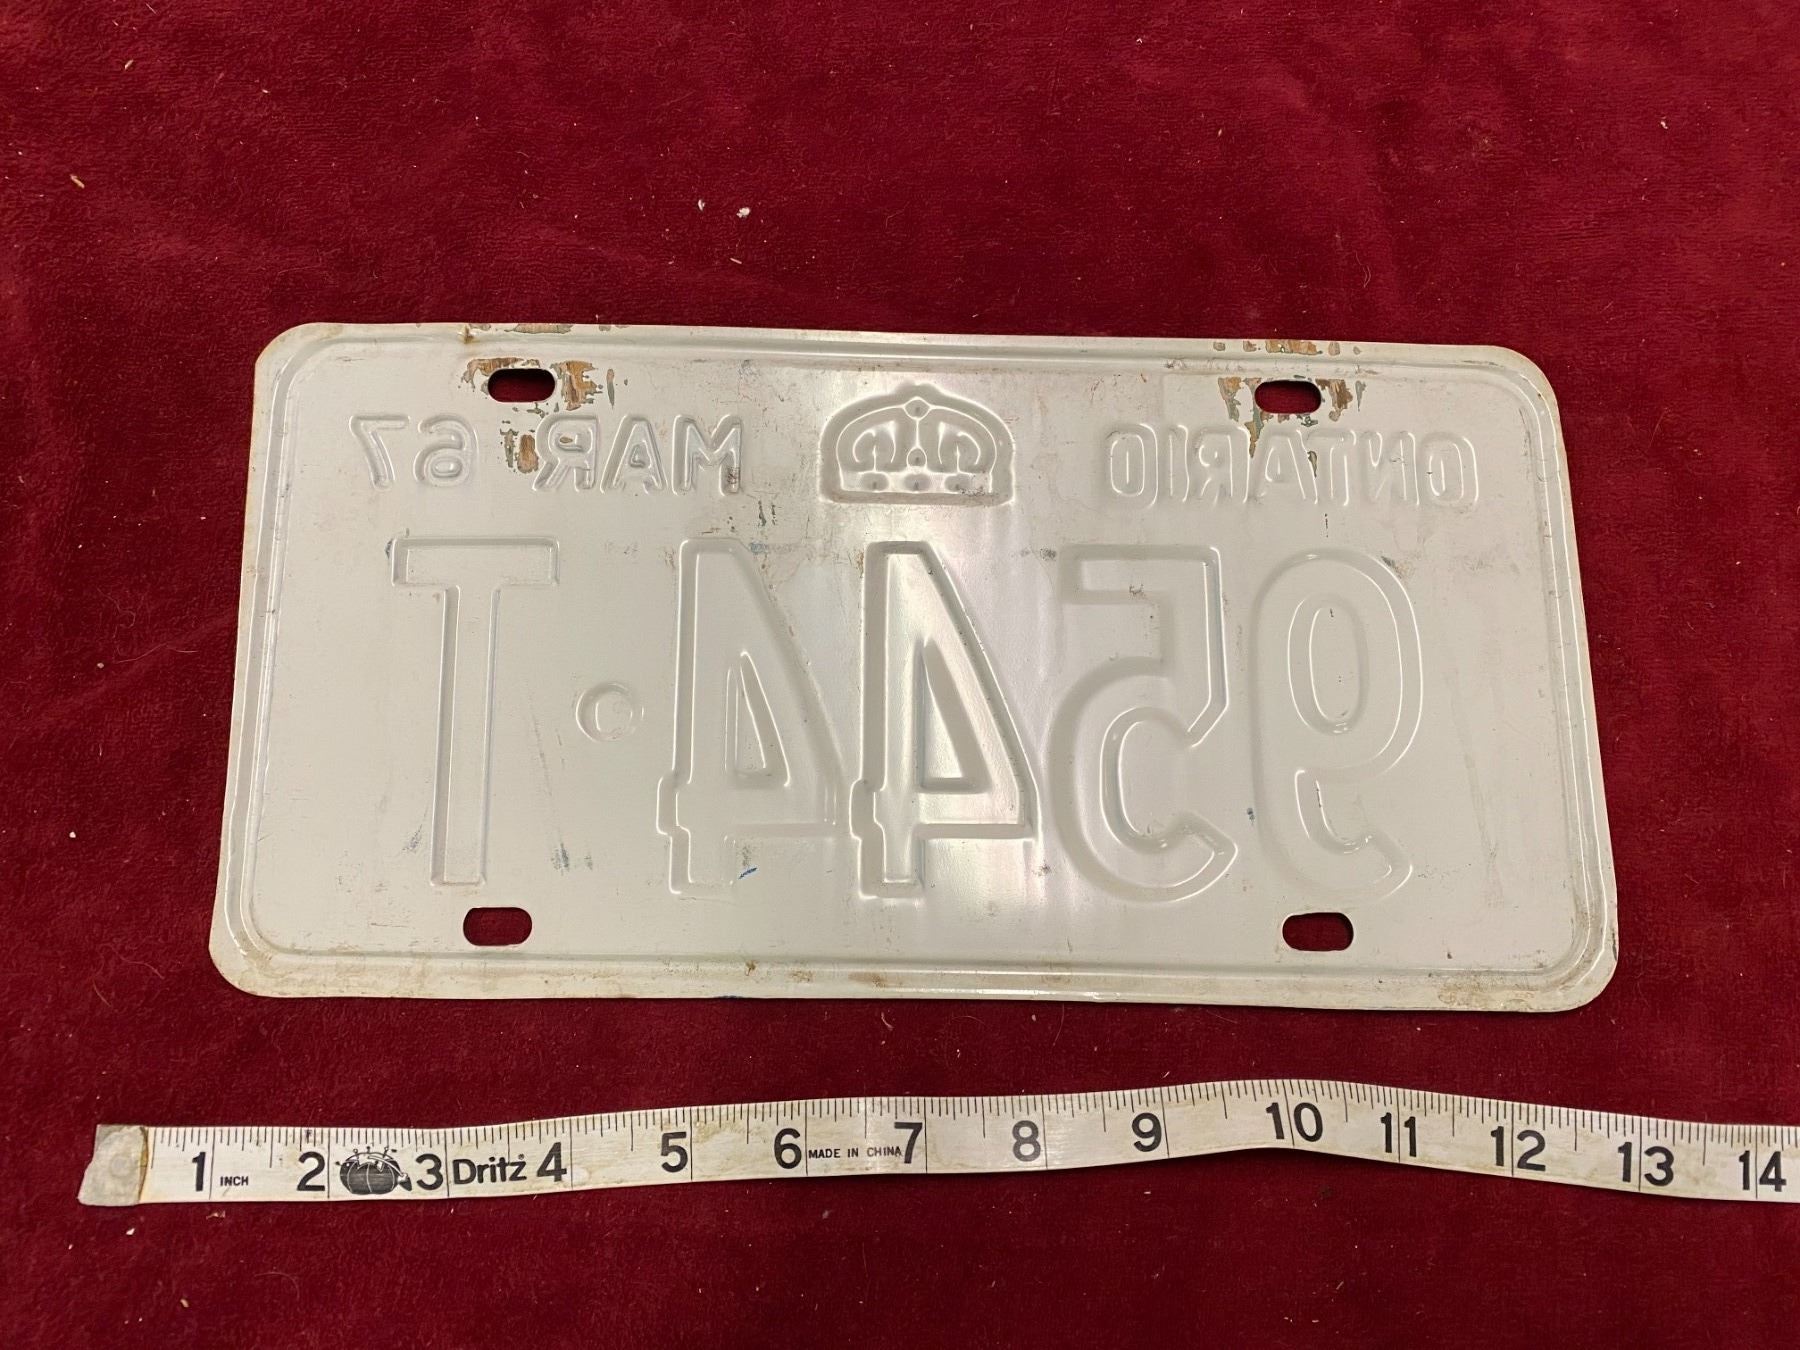 ONTARIO MAR 67
9544·T
1 INCH 2 3 Dritz 4 5 6 MADE IN CHINA 7 8 9 10 11 12 13 14